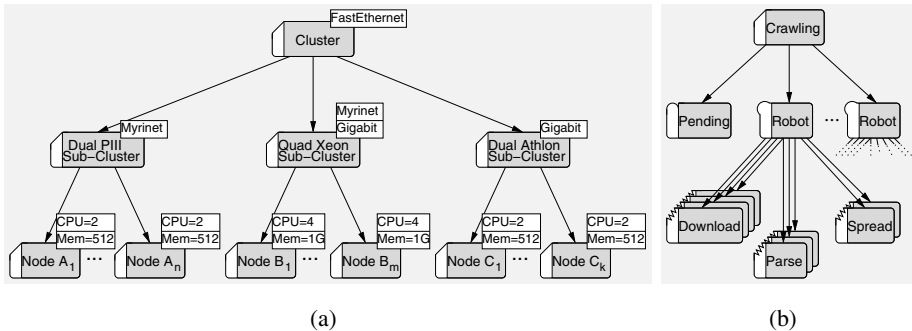 FastEthernet
Cluster
Myrinet
Dual PIII
Sub-Cluster
Myrinet
Gigabit
Quad Xeon
Sub-Cluster
Gigabit
Dual Athlon
Sub-Cluster
CPU=2
Mem=512
Node A1
...
CPU=2
Mem=512
Node An
CPU=4
Mem=1G
Node B1
...
CPU=4
Mem=1G
Node Bm
CPU=2
Mem=512
Node C1
...
CPU=2
Mem=512
Node Ck
(a)
Crawling
Pending
Robot
...
Robot
Download
Parse
Spread
(b)